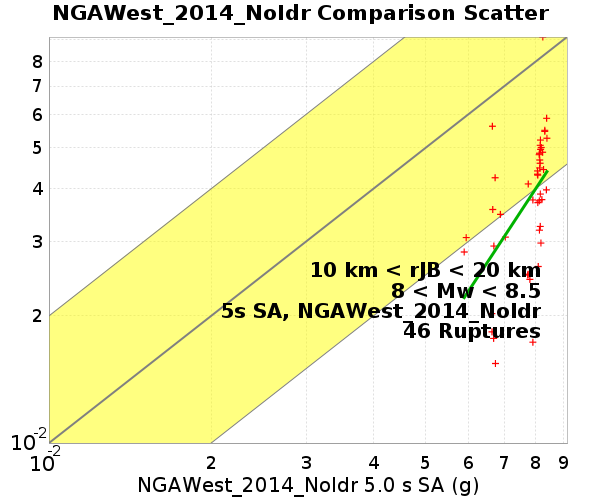 NGAWest_2014_NoIdr Comparison Scatter
8
7
6
5
4
3
2
10-2
10-2
2
3
4
5
6
7
8
9
10 km < rJB < 20 km
8 < Mw < 8.5
5s SA, NGAWest_2014_NoIdr
46 Ruptures
NGAWest_2014_NoIdr 5.0 s SA (g)